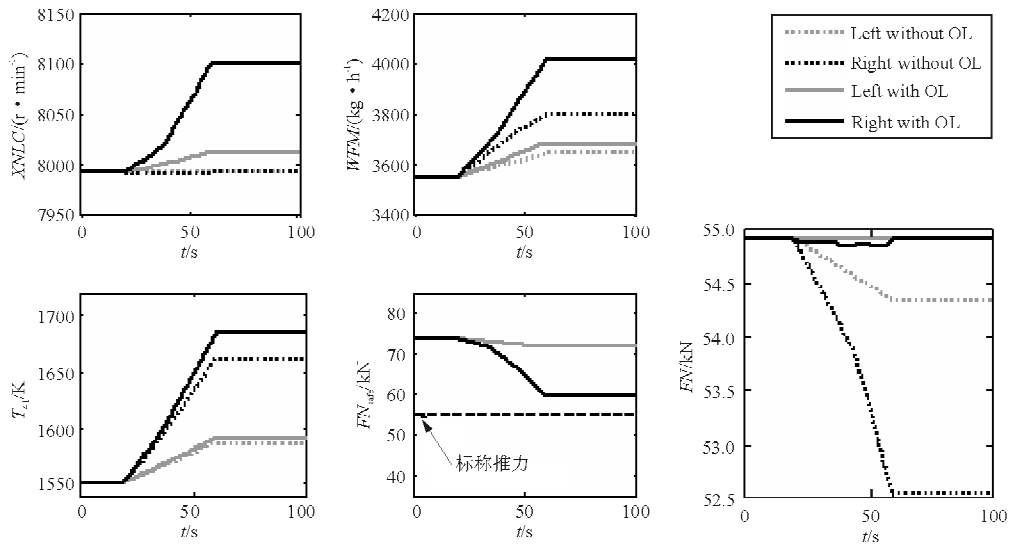 8150
8100
8050
8000
7950
XNLC/(r·min⁻¹)
0
50
100
t/s
4200
4000
3800
3600
3400
WFM/(kg·h⁻¹)
0
50
100
t/s
Left without OL
Right without OL
Left with OL
Right with OL
1700
1650
1600
1550
T₄₁/K
0
50
100
t/s
80
70
60
50
40
/kN
标称推力
0
50
100
t/s
55.0
54.5
54.0
53.5
53.0
52.5
FN/kN
0
50
100
t/s